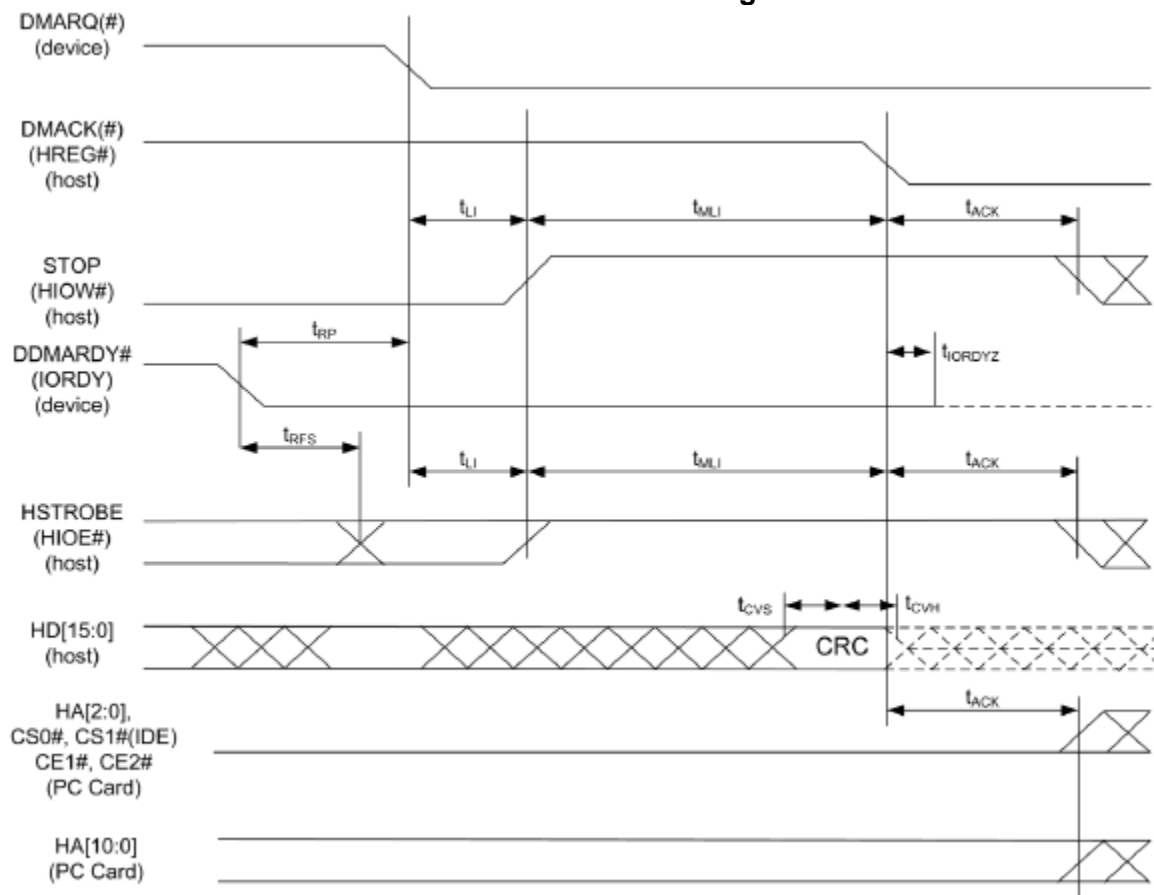 DMARQ(#)
(device)
DMACK(#)
(HREG#)
(host)
tLI
tMLI
tACK
STOP
(HIOW#)
(host)
tRP
DDMARDY#
(IORDY)
(device)
tIORDYZ
tRFS
tLI
tMLI
tACK
HSTROBE
(HIOE#)
(host)
tCVS
tCVH
HD[15:0]
(host)
CRC
tACK
HA[2:0],
CS0#, CS1#(IDE)
CE1#, CE2#
(PC Card)
HA[10:0]
(PC Card)